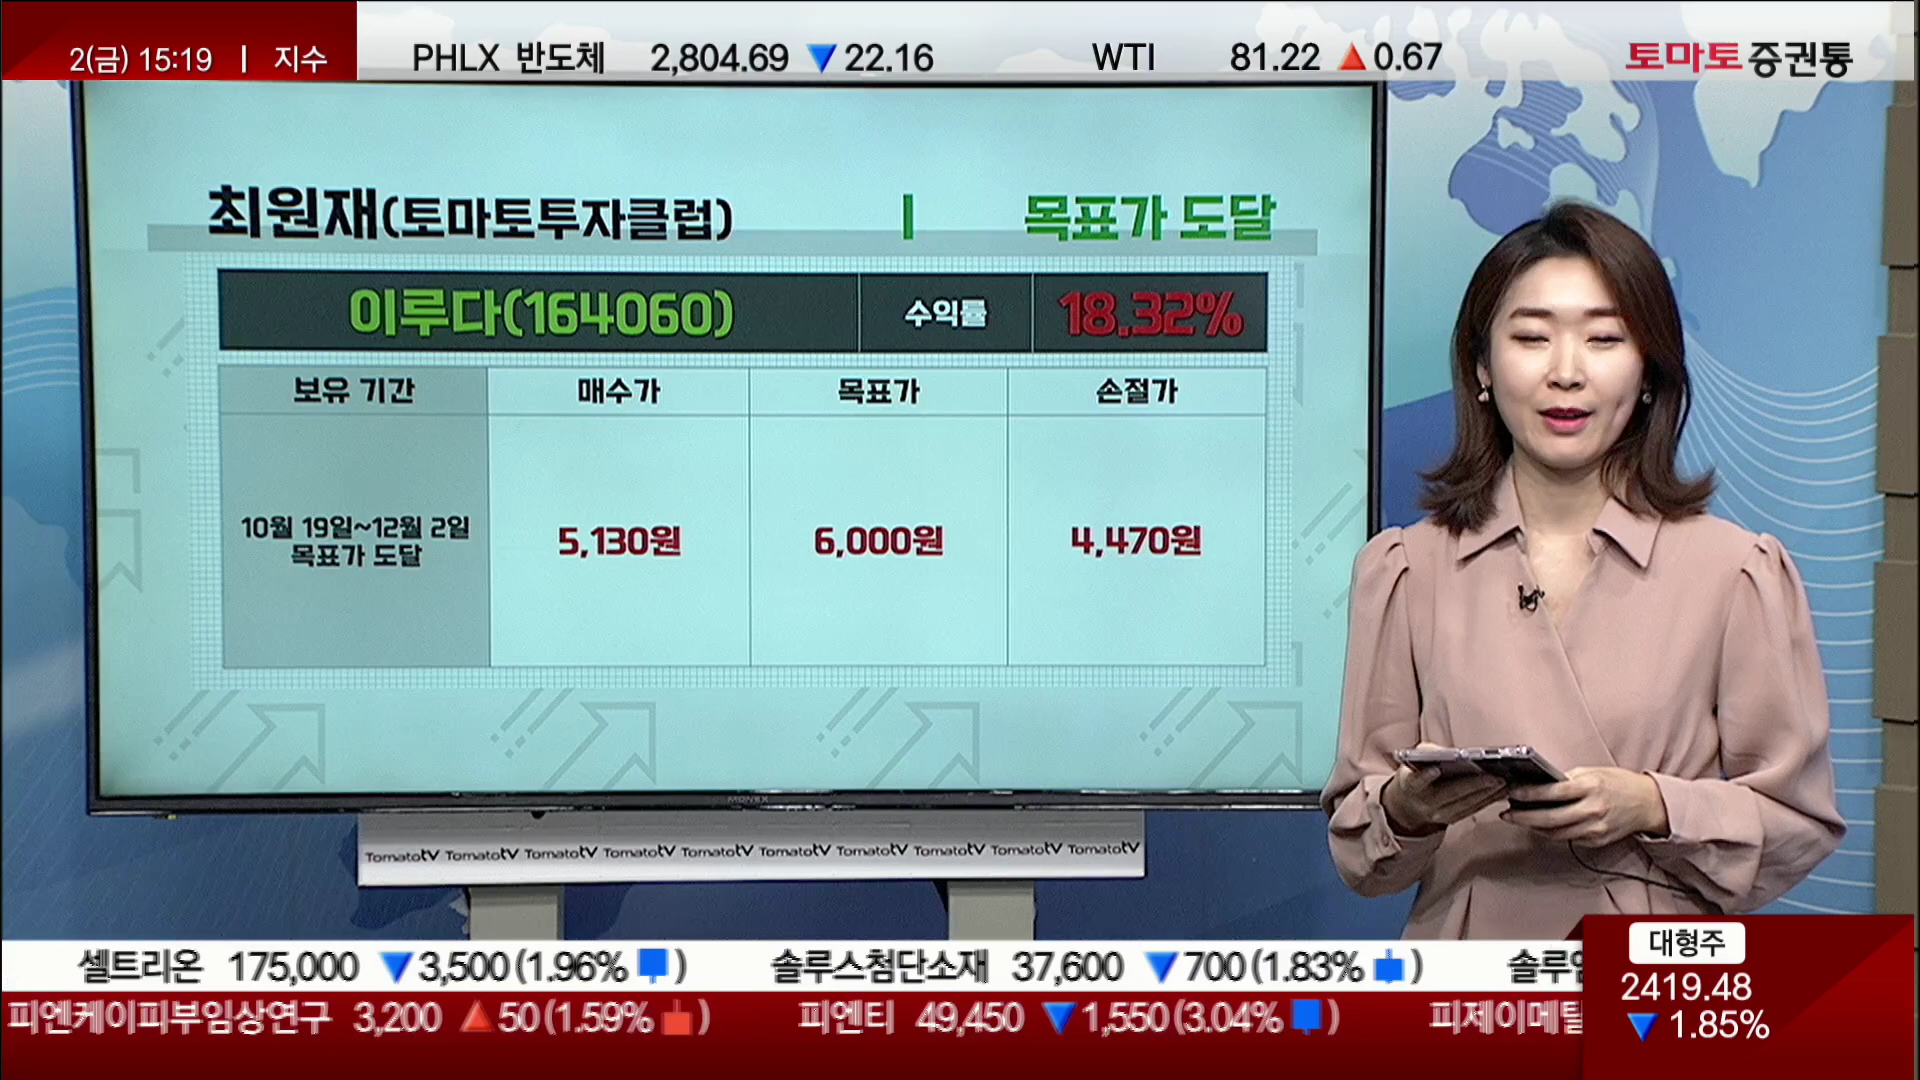 2(금) 15:19 | 지수 PHLX 반도체 2,804.69 ▼22.16 WTI 81.22 ▲0.67 토마토증권통
최원재(토마토투자클럽) | 목표가 도달
이루다(164060) 수익률 18.32%
보유 기간 매수가 목표가 손절가
10월 19일~12월 2일
목표가 도달
5,130원 6,000원 4,470원
TomatoTV TomatoTV TomatoTV TomatoTV TomatoTV TomatoTV TomatoTV TomatoTV TomatoTV TomatoTV
셀트리온 175,000 ▼3,500(1.96%) 솔루스첨단소재 37,600 ▼700(1.83%) 솔루
피엔케이피부임상연구 3,200 ▲50(1.59%) 피엔티 49,450 ▼1,550(3.04%) 피제이메탈
대형주
2419.48
▼1.85%